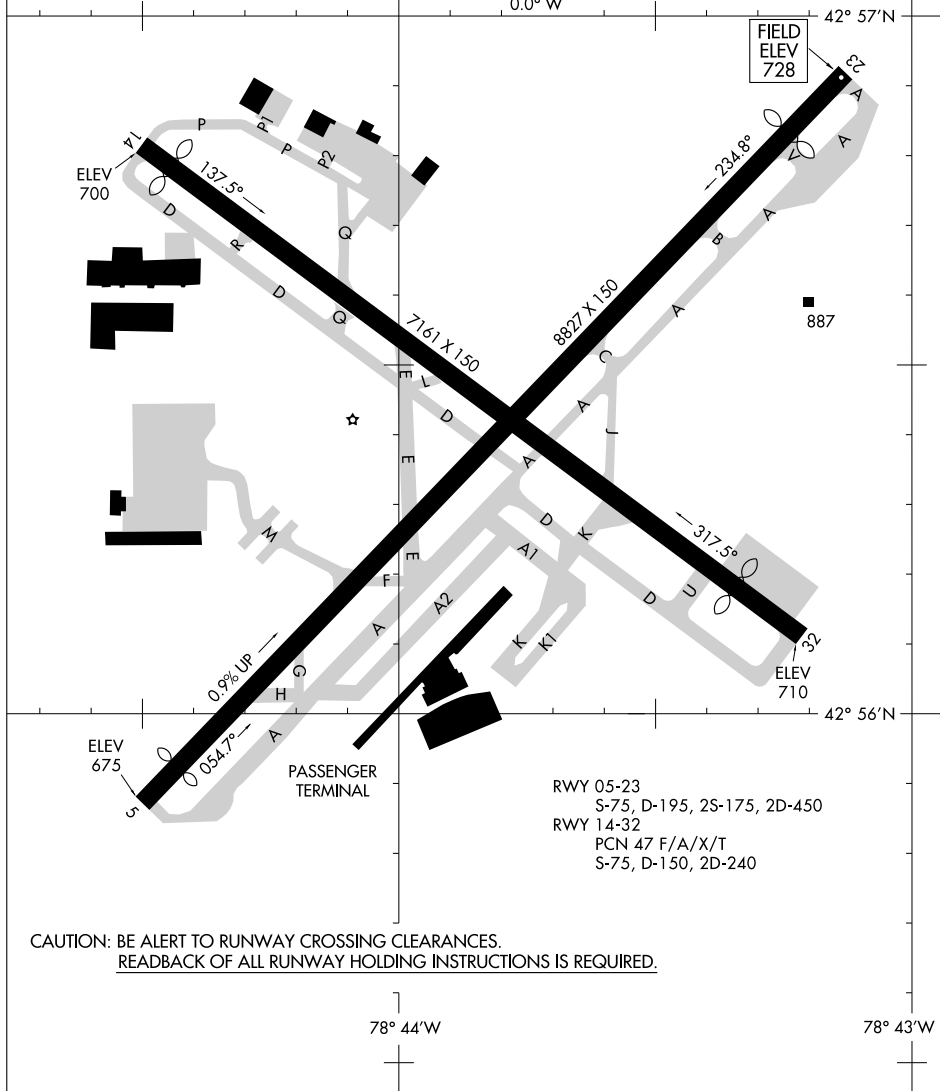 0.0° W
42° 57'N
FIELD
ELEV
728
23
A
A
V
234.8°
A
B
A
P
P1
P
P2
14
ELEV
700
137.5°
D
R
Q
D
Q
7161 X 150
8827 X 150
887
E
L
D
C
A
J
E
A
D
K
317.5°
A1
E
F
M
A2
A
D
U
K
K1
32
ELEV
710
0.9% UP
G
H
A
42° 56'N
ELEV
675
054.7°
5
PASSENGER
TERMINAL
RWY 05-23
S-75, D-195, 2S-175, 2D-450
RWY 14-32
PCN 47 F/A/X/T
S-75, D-150, 2D-240
CAUTION: BE ALERT TO RUNWAY CROSSING CLEARANCES.
READBACK OF ALL RUNWAY HOLDING INSTRUCTIONS IS REQUIRED.
78° 44'W
78° 43'W